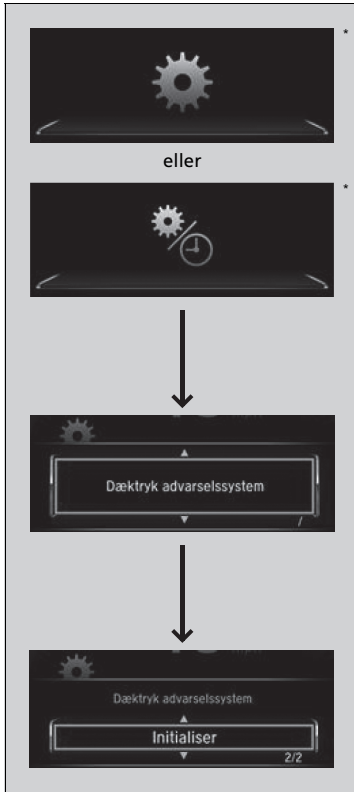 *
eller
*
Dæktryk advarselssystem
/
Dæktryk advarselssystem
Initialiser
2/2